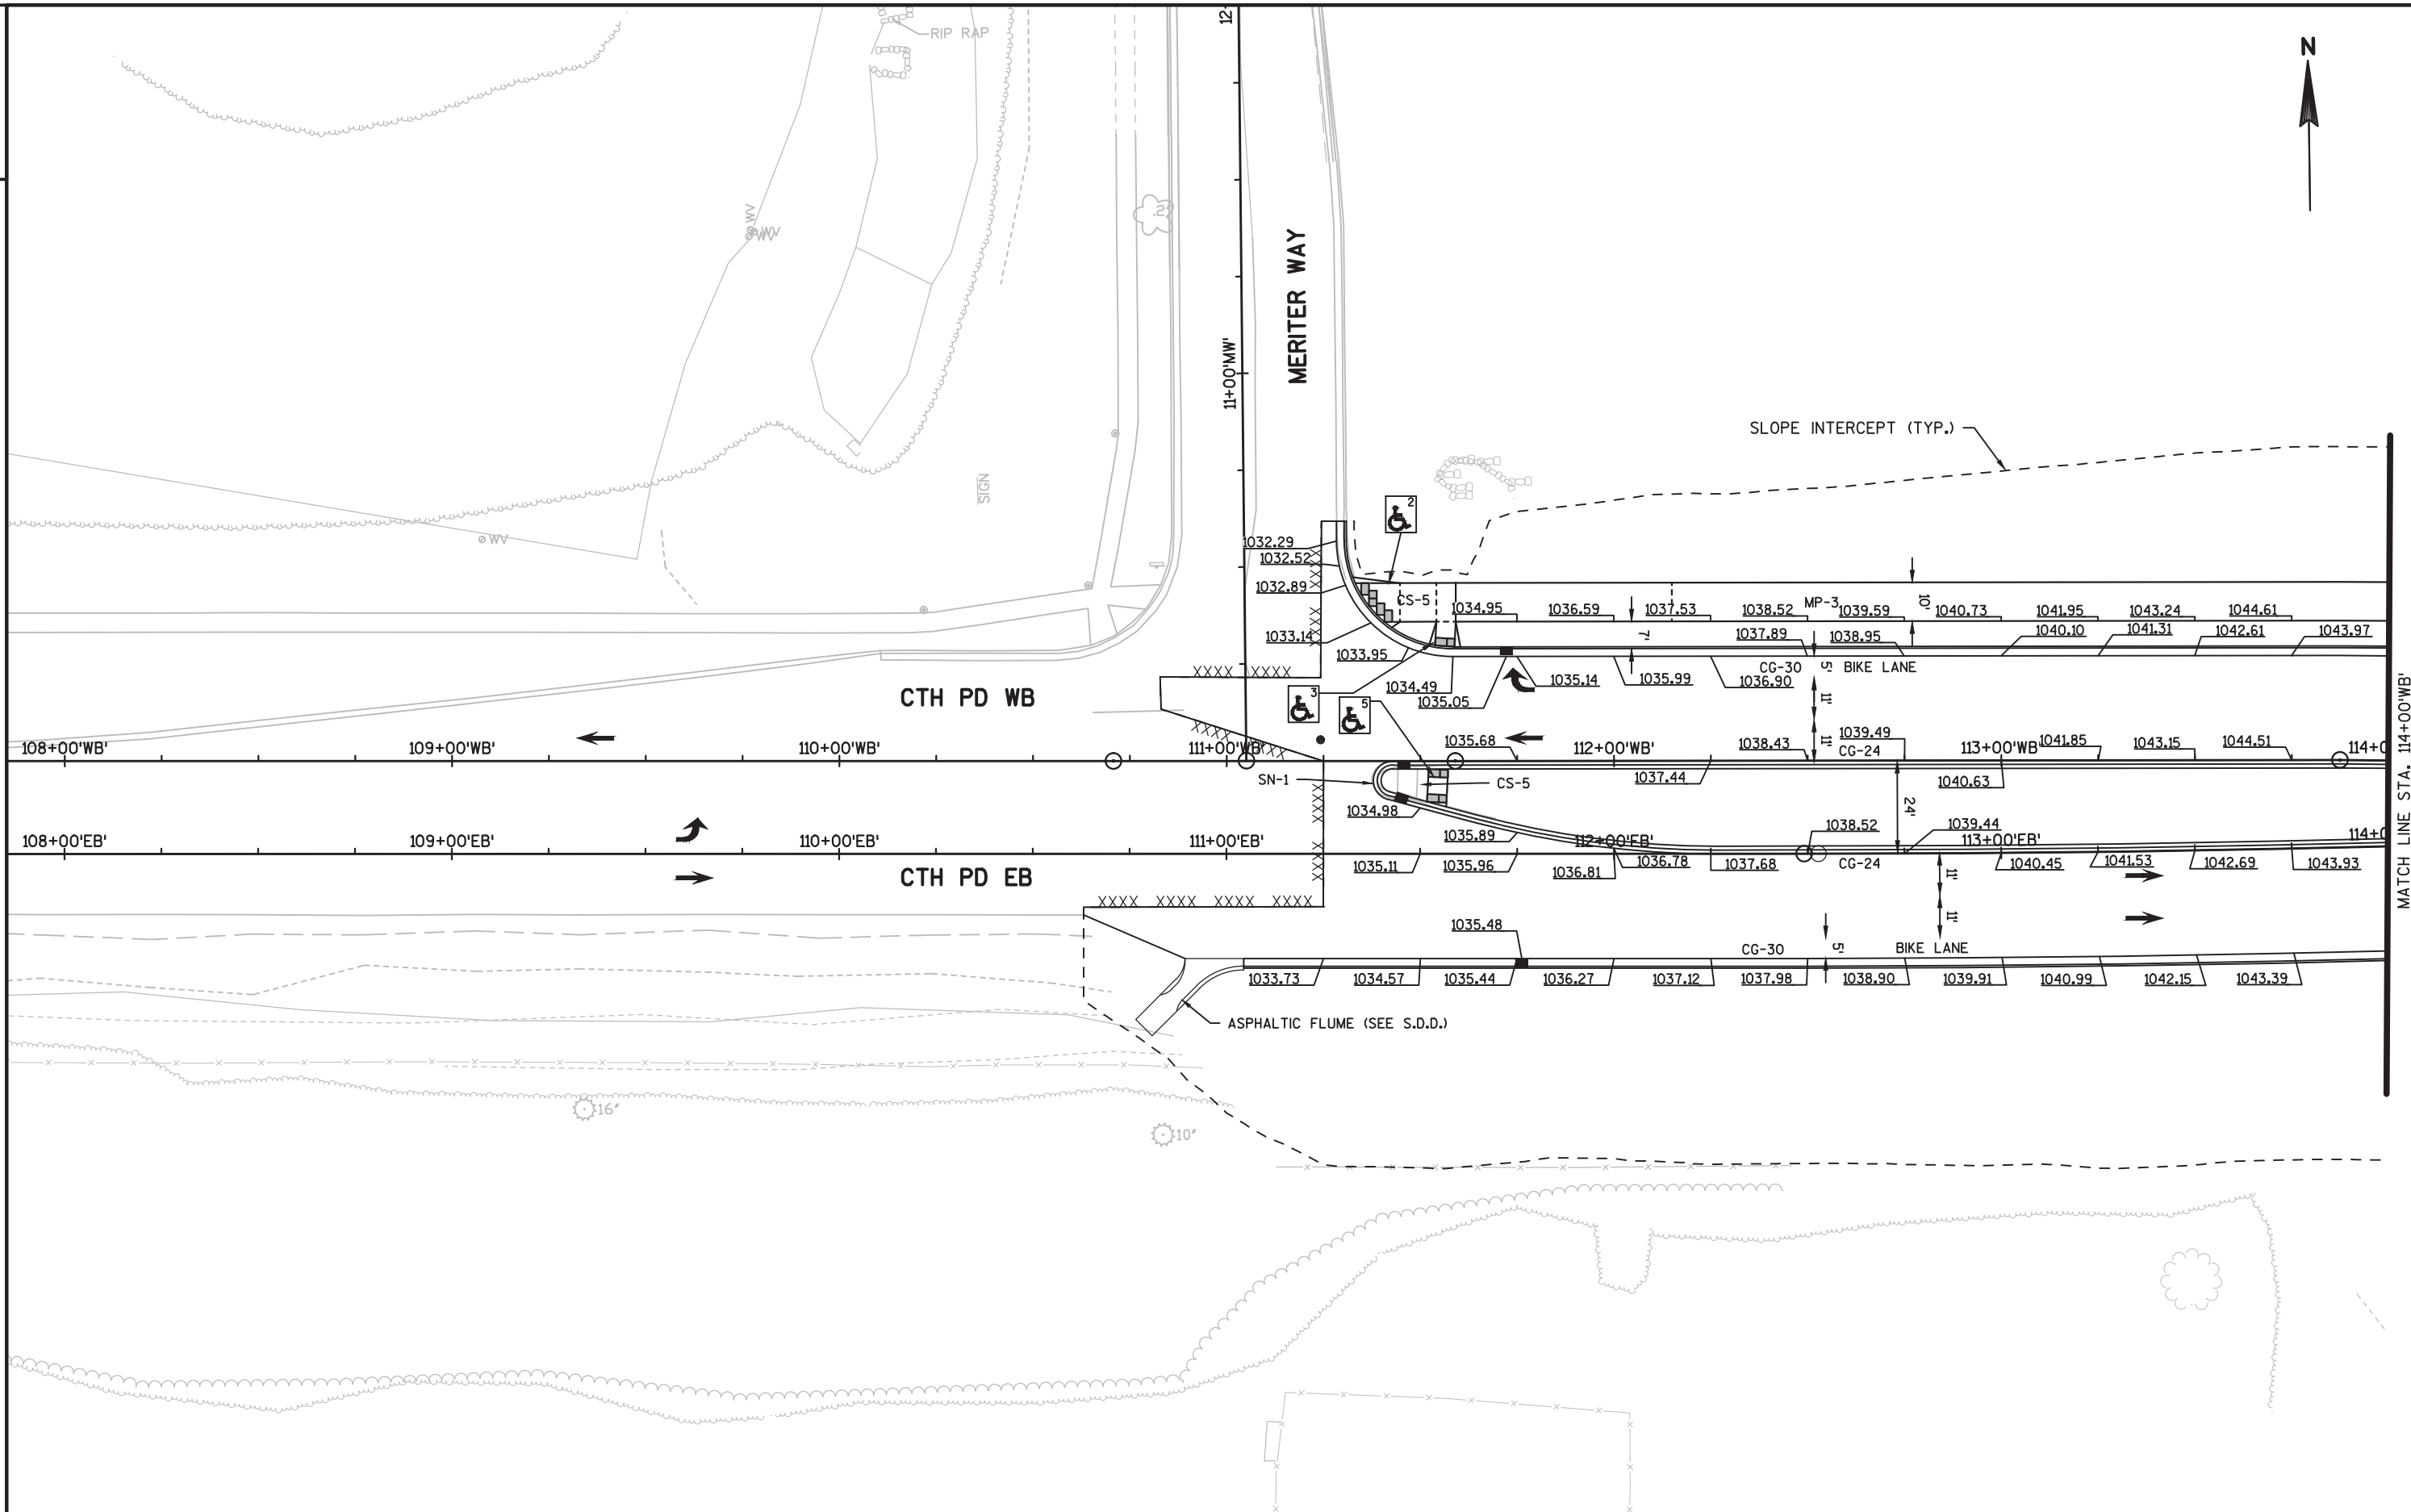 12
RIP RAP
N
WV
WV
MERITER WAY
11+00'MW'
SLOPE INTERCEPT (TYP.)
SIGN
WV
2
1032.29
1032.52
1032.89
CS-5
1034.95
1036.59
1037.53
1038.52
MP-3
1039.59
10'
1040.73
1041.95
1043.24
1044.61
1033.14
7'
1037.89
1038.95
1040.10
1041.31
1042.61
1043.97
1033.95
CG-30
5'
BIKE LANE
1034.49
1035.05
1035.14
1035.99
1036.90
11'
3
5
CTH PD WB
108+00'WB'
109+00'WB'
110+00'WB'
111+00'WB'
1035.68
112+00'WB'
1038.43
11'
1039.49
CG-24
113+00'WB'
1041.85
1043.15
1044.51
114+0
MATCH LINE STA. 114+00'WB'
SN-1
CS-5
1037.44
1040.63
1034.98
24'
108+00'EB'
109+00'EB'
110+00'EB'
111+00'EB'
1035.89
112+00'EB'
1038.52
1039.44
113+00'EB'
114+0
CTH PD EB
1035.11
1035.96
1036.81
1036.78
1037.68
CG-24
1040.45
1041.53
1042.69
1043.93
11'
11'
1035.48
CG-30
5'
BIKE LANE
1033.73
1034.57
1035.44
1036.27
1037.12
1037.98
1038.90
1039.91
1040.99
1042.15
1043.39
ASPHALTIC FLUME (SEE S.D.D.)
16"
10"